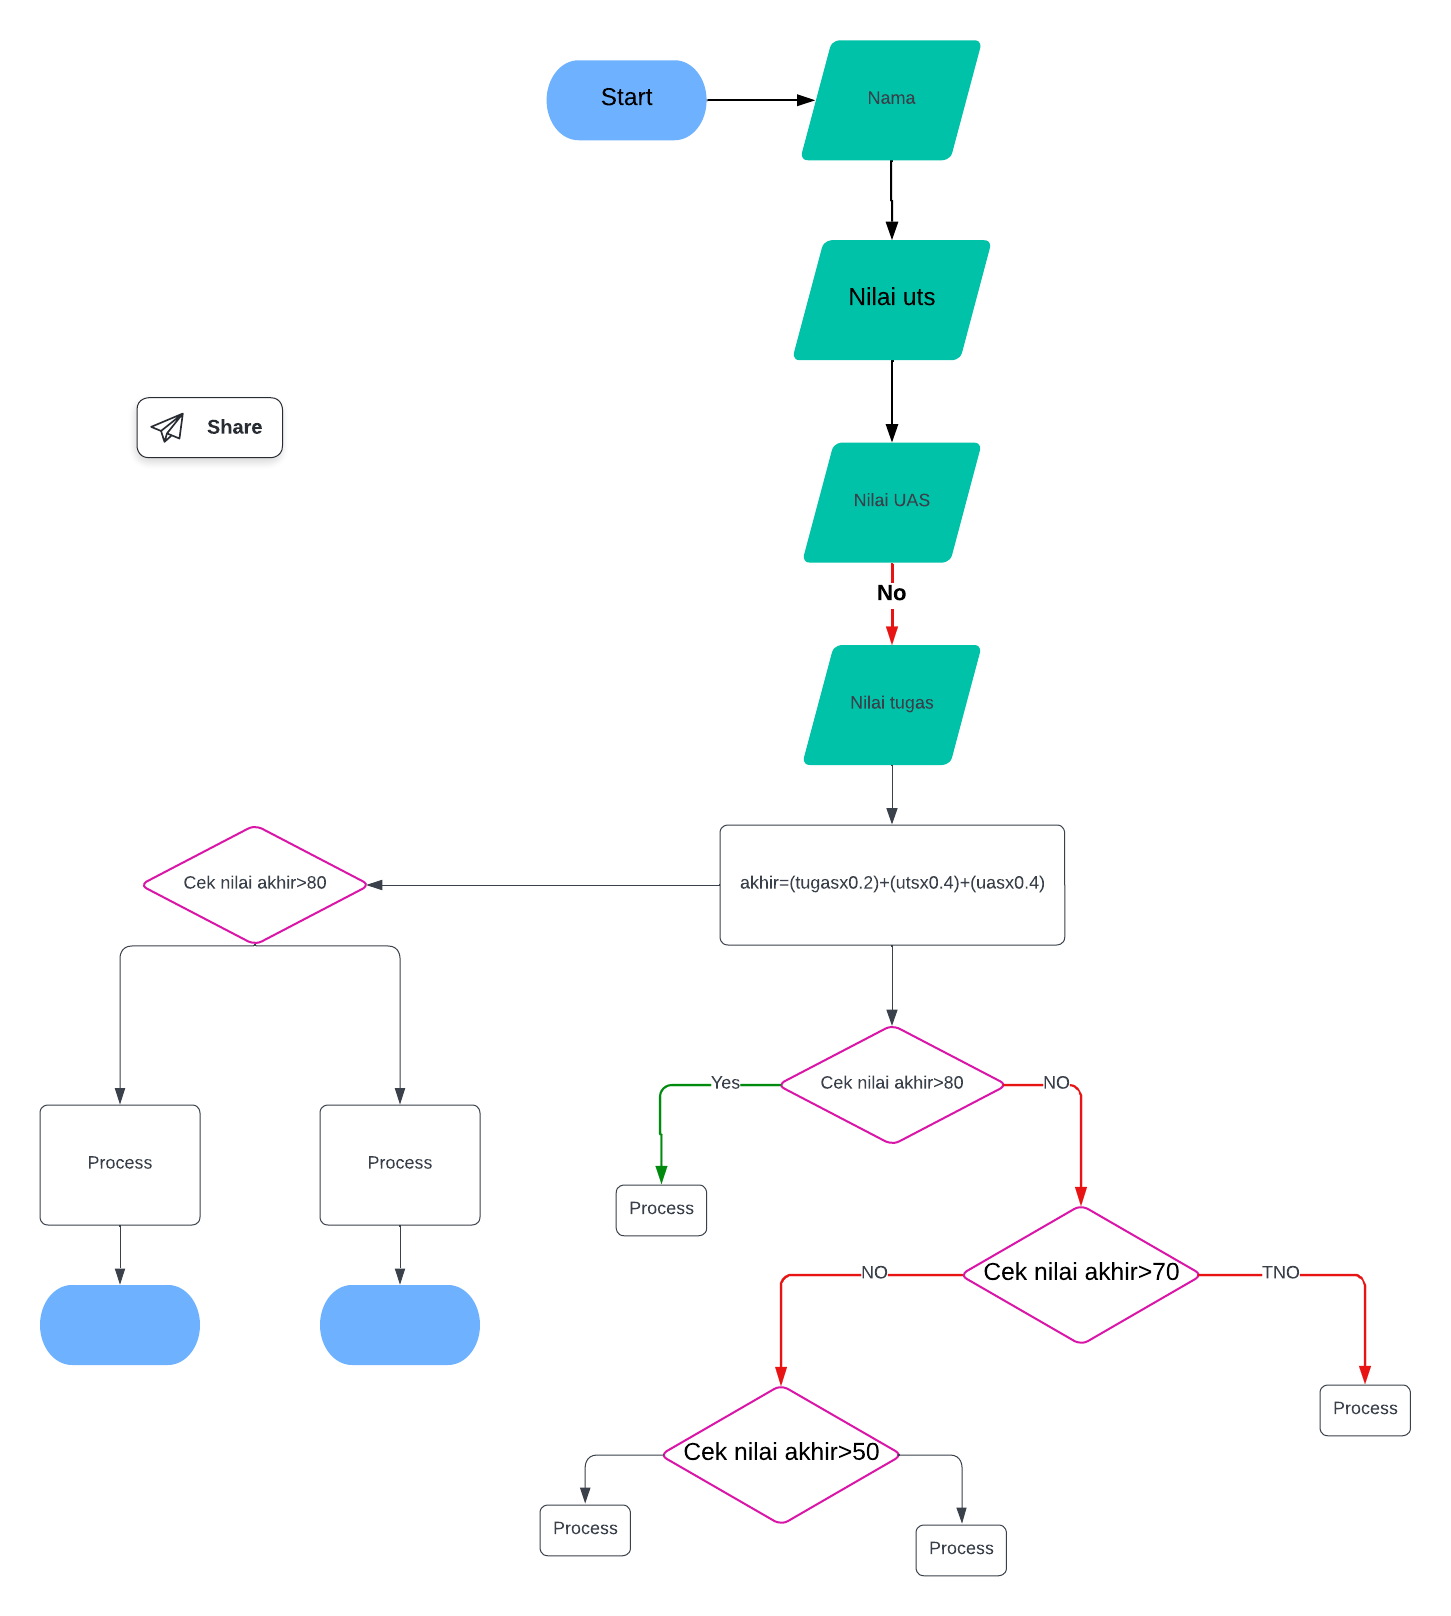 Start
Nama
Nilai uts
Share
Nilai UAS
No
Nilai tugas
Cek nilai akhir>80
akhir=(tugasx0.2)+(utsx0.4)+(uasx0.4)
Yes
Cek nilai akhir>80
NO
Process
Process
Process
NO
Cek nilai akhir>70
TNO
Process
Cek nilai akhir>50
Process
Process